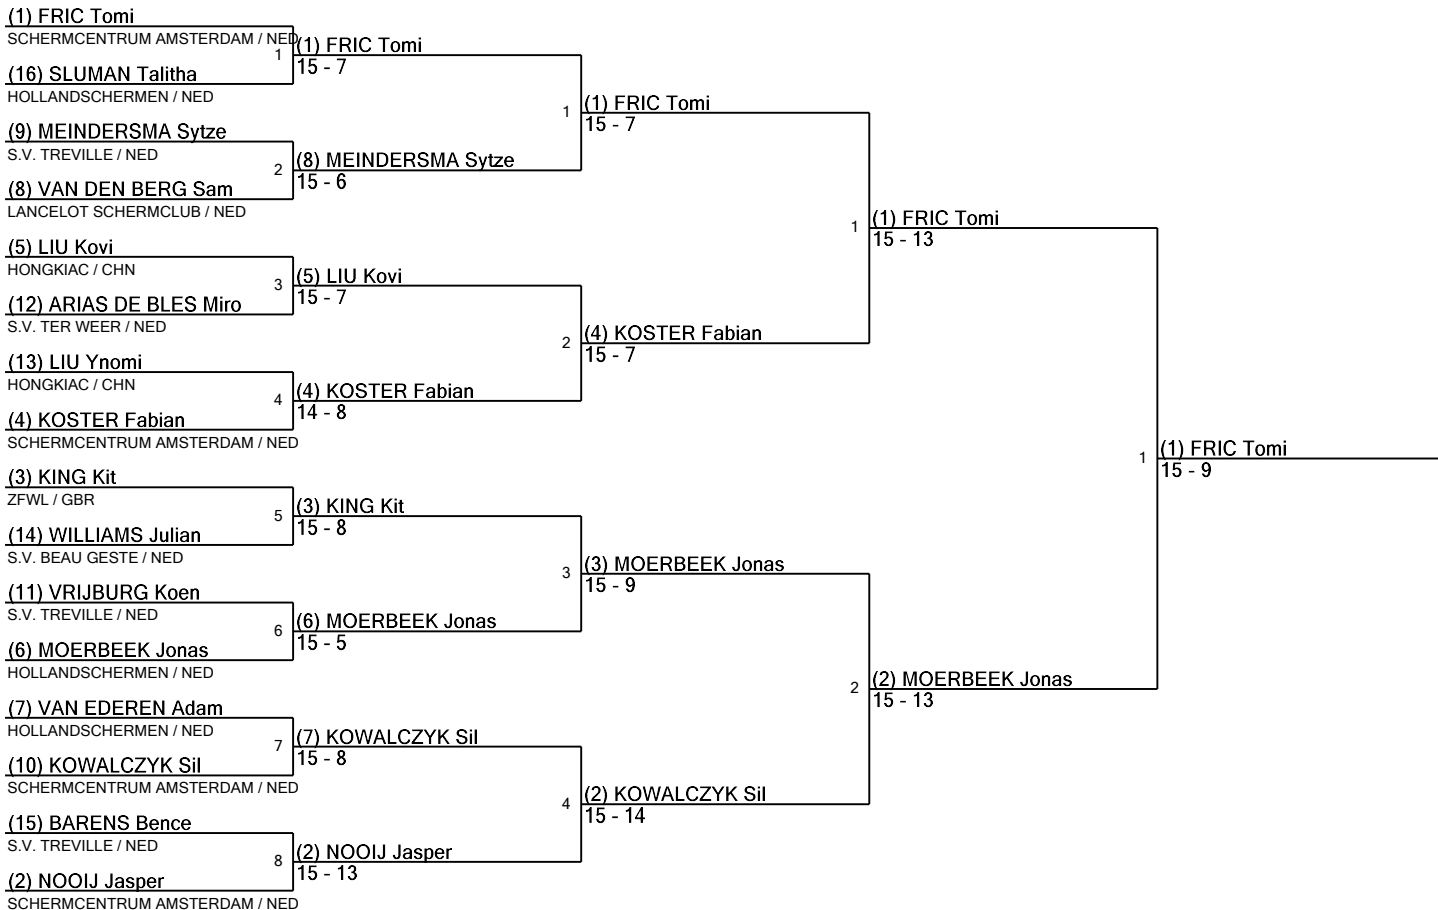 (1) FRIC Tomi
SCHERMCENTRUM AMSTERDAM / NED
1
(16) SLUMAN Talitha
HOLLANDSCHERMEN / NED
(9) MEINDERSMA Sytze
S.V. TREVILLE / NED
2
(8) VAN DEN BERG Sam
LANCELOT SCHERMCLUB / NED
(5) LIU Kovi
HONGKIAC / CHN
3
(12) ARIAS DE BLES Miro
S.V. TER WEER / NED
(13) LIU Ynomi
HONGKIAC / CHN
4
(4) KOSTER Fabian
SCHERMCENTRUM AMSTERDAM / NED
(3) KING Kit
ZFWL / GBR
5
(14) WILLIAMS Julian
S.V. BEAU GESTE / NED
(11) VRIJBURG Koen
S.V. TREVILLE / NED
6
(6) MOERBEEK Jonas
HOLLANDSCHERMEN / NED
(7) VAN EDEREN Adam
HOLLANDSCHERMEN / NED
7
(10) KOWALCZYK Sil
SCHERMCENTRUM AMSTERDAM / NED
(15) BARENS Bence
S.V. TREVILLE / NED
8
(2) NOOIJ Jasper
SCHERMCENTRUM AMSTERDAM / NED
(1) FRIC Tomi
15 - 7
1
(8) MEINDERSMA Sytze
15 - 6
(5) LIU Kovi
15 - 7
2
(4) KOSTER Fabian
14 - 8
(3) KING Kit
15 - 8
3
(6) MOERBEEK Jonas
15 - 5
(7) KOWALCZYK Sil
15 - 8
4
(2) NOOIJ Jasper
15 - 13
(1) FRIC Tomi
15 - 7
1
(4) KOSTER Fabian
15 - 7
(3) MOERBEEK Jonas
15 - 9
2
(2) KOWALCZYK Sil
15 - 14
(1) FRIC Tomi
15 - 13
1
(2) MOERBEEK Jonas
15 - 13
(1) FRIC Tomi
15 - 9